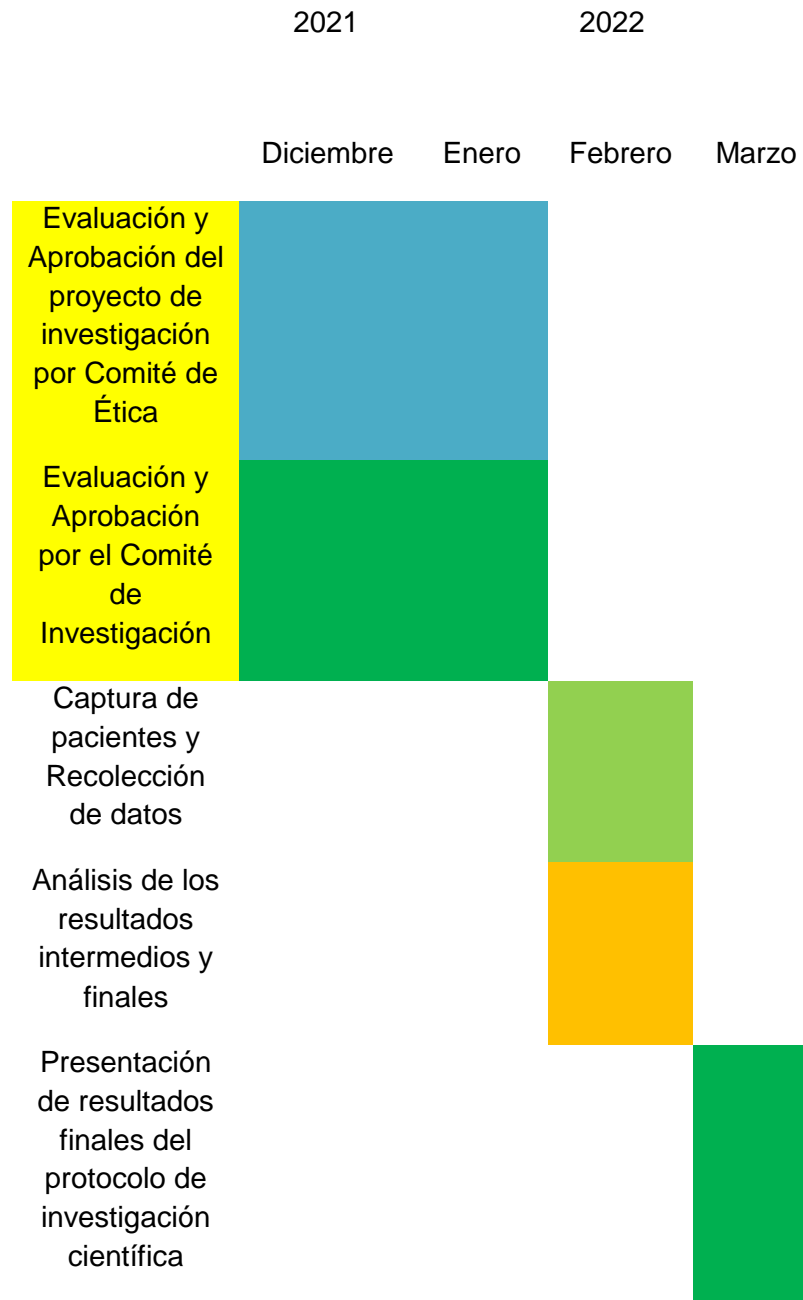 2021 2022
Diciembre Enero Febrero Marzo
Evaluación y
Aprobación del
proyecto de
investigación
por Comité de
Ética
Evaluación y
Aprobación
por el Comité
de
Investigación
Captura de
pacientes y
Recolección
de datos
Análisis de los
resultados
intermedios y
finales
Presentación
de resultados
finales del
protocolo de
investigación
científica